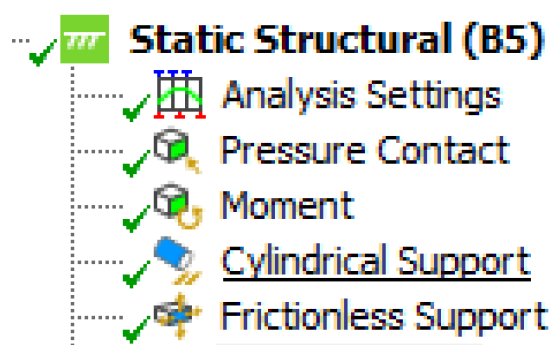 Static Structural (B5)
Analysis Settings
Pressure Contact
Moment
Cylindrical Support
Frictionless Support